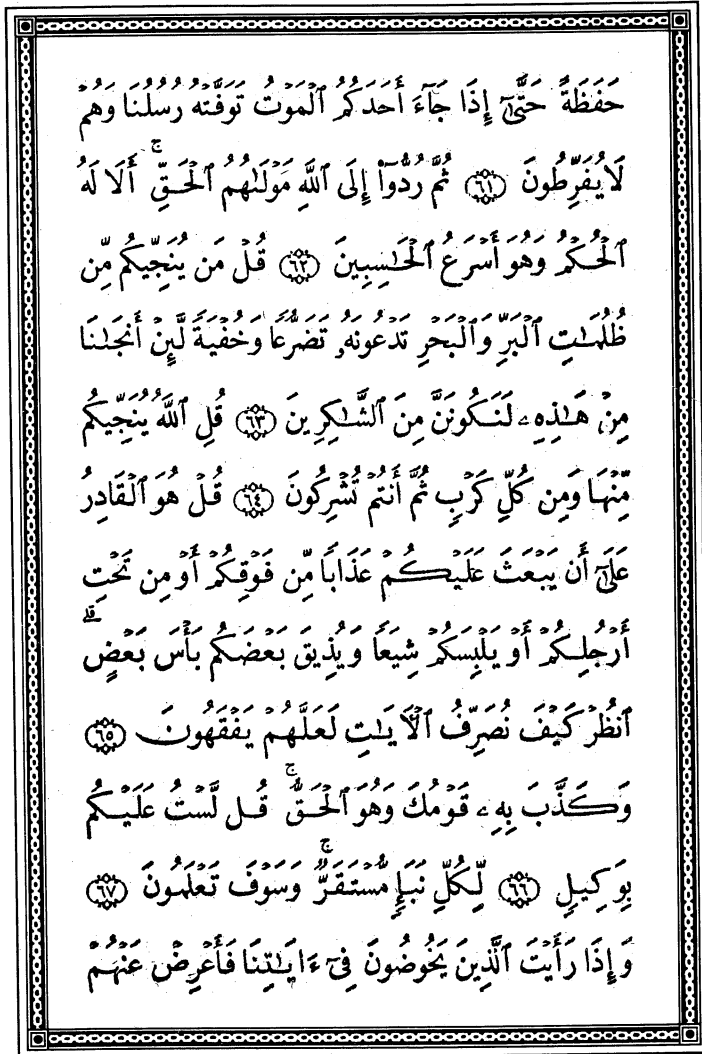 حَفَظَةً حَتَّىٰٓ إِذَا جَآءَ أَحَدَكُمُ ٱلْمَوْتُ تَوَفَّتْهُ رُسُلُنَا وَهُمْ
لَا يُفَرِّطُونَ ﴿٦١﴾ ثُمَّ رُدُّوٓا۟ إِلَى ٱللَّهِ مَوْلَىٰهُمُ ٱلْحَقِّ ۚ أَلَا لَهُ
ٱلْحُكْمُ وَهُوَ أَسْرَعُ ٱلْحَـٰسِبِينَ ﴿٦٢﴾ قُلْ مَن يُنَجِّيكُم مِّن
ظُلُمَـٰتِ ٱلْبَرِّ وَٱلْبَحْرِ تَدْعُونَهُۥ تَضَرُّعًا وَخُفْيَةً لَّئِنْ أَنجَىٰنَا
مِنْ هَـٰذِهِۦ لَنَكُونَنَّ مِنَ ٱلشَّـٰكِرِينَ ﴿٦٣﴾ قُلِ ٱللَّهُ يُنَجِّيكُم
مِّنْهَا وَمِن كُلِّ كَرْبٍ ثُمَّ أَنتُمْ تُشْرِكُونَ ﴿٦٤﴾ قُلْ هُوَ ٱلْقَادِرُ
عَلَىٰٓ أَن يَبْعَثَ عَلَيْكُمْ عَذَابًا مِّن فَوْقِكُمْ أَوْ مِن تَحْتِ
أَرْجُلِكُمْ أَوْ يَلْبِسَكُمْ شِيَعًا وَيُذِيقَ بَعْضَكُم بَأْسَ بَعْضٍ ۗ
ٱنظُرْ كَيْفَ نُصَرِّفُ ٱلْـَٔايَـٰتِ لَعَلَّهُمْ يَفْقَهُونَ ﴿٦٥﴾
وَكَذَّبَ بِهِۦ قَوْمُكَ وَهُوَ ٱلْحَقُّ ۚ قُل لَّسْتُ عَلَيْكُم
بِوَكِيلٍ ﴿٦٦﴾ لِّكُلِّ نَبَإٍ مُّسْتَقَرٌّ ۚ وَسَوْفَ تَعْلَمُونَ ﴿٦٧﴾
وَإِذَا رَأَيْتَ ٱلَّذِينَ يَخُوضُونَ فِىٓ ءَايَـٰتِنَا فَأَعْرِضْ عَنْهُمْ